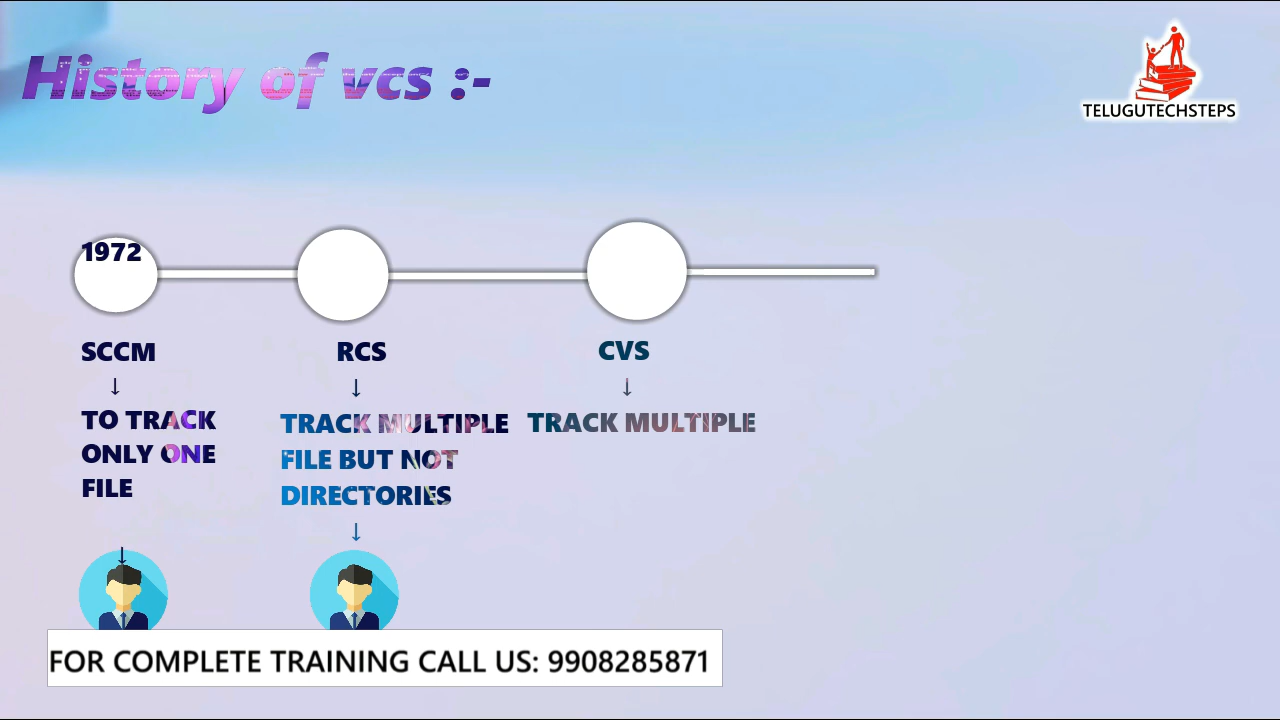 History of vcs :-
TELUGUTECHSTEPS
1972
SCCM
↓
TO TRACK
ONLY ONE
FILE
↓
RCS
↓
TRACK MULTIPLE
FILE BUT NOT
DIRECTORIES
↓
CVS
↓
TRACK MULTIPLE
FOR COMPLETE TRAINING CALL US: 9908285871